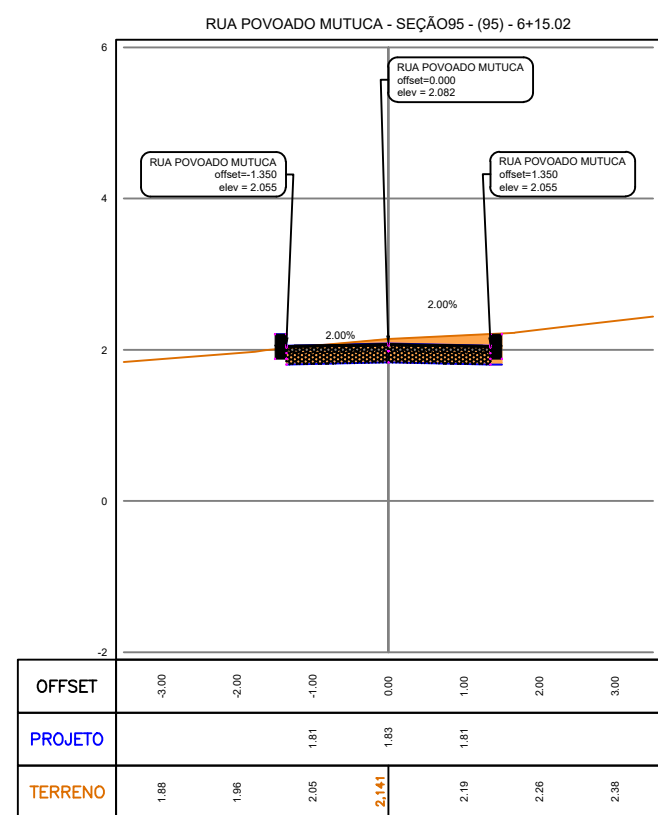 RUA POVOADO MUTUCA - SEÇÃO95 - (95) - 6+15.02
6
RUA POVOADO MUTUCA
offset=0.000
elev = 2.082
RUA POVOADO MUTUCA
offset=-1.350
elev = 2.055
RUA POVOADO MUTUCA
offset=1.350
elev = 2.055
4
2.00%
2.00%
2
0
-2
OFFSET -3.00 -2.00 -1.00 0.00 1.00 2.00 3.00
PROJETO 1.81 1.83 1.81
TERRENO 1.88 1.96 2.05 2,141 2.19 2.26 2.38